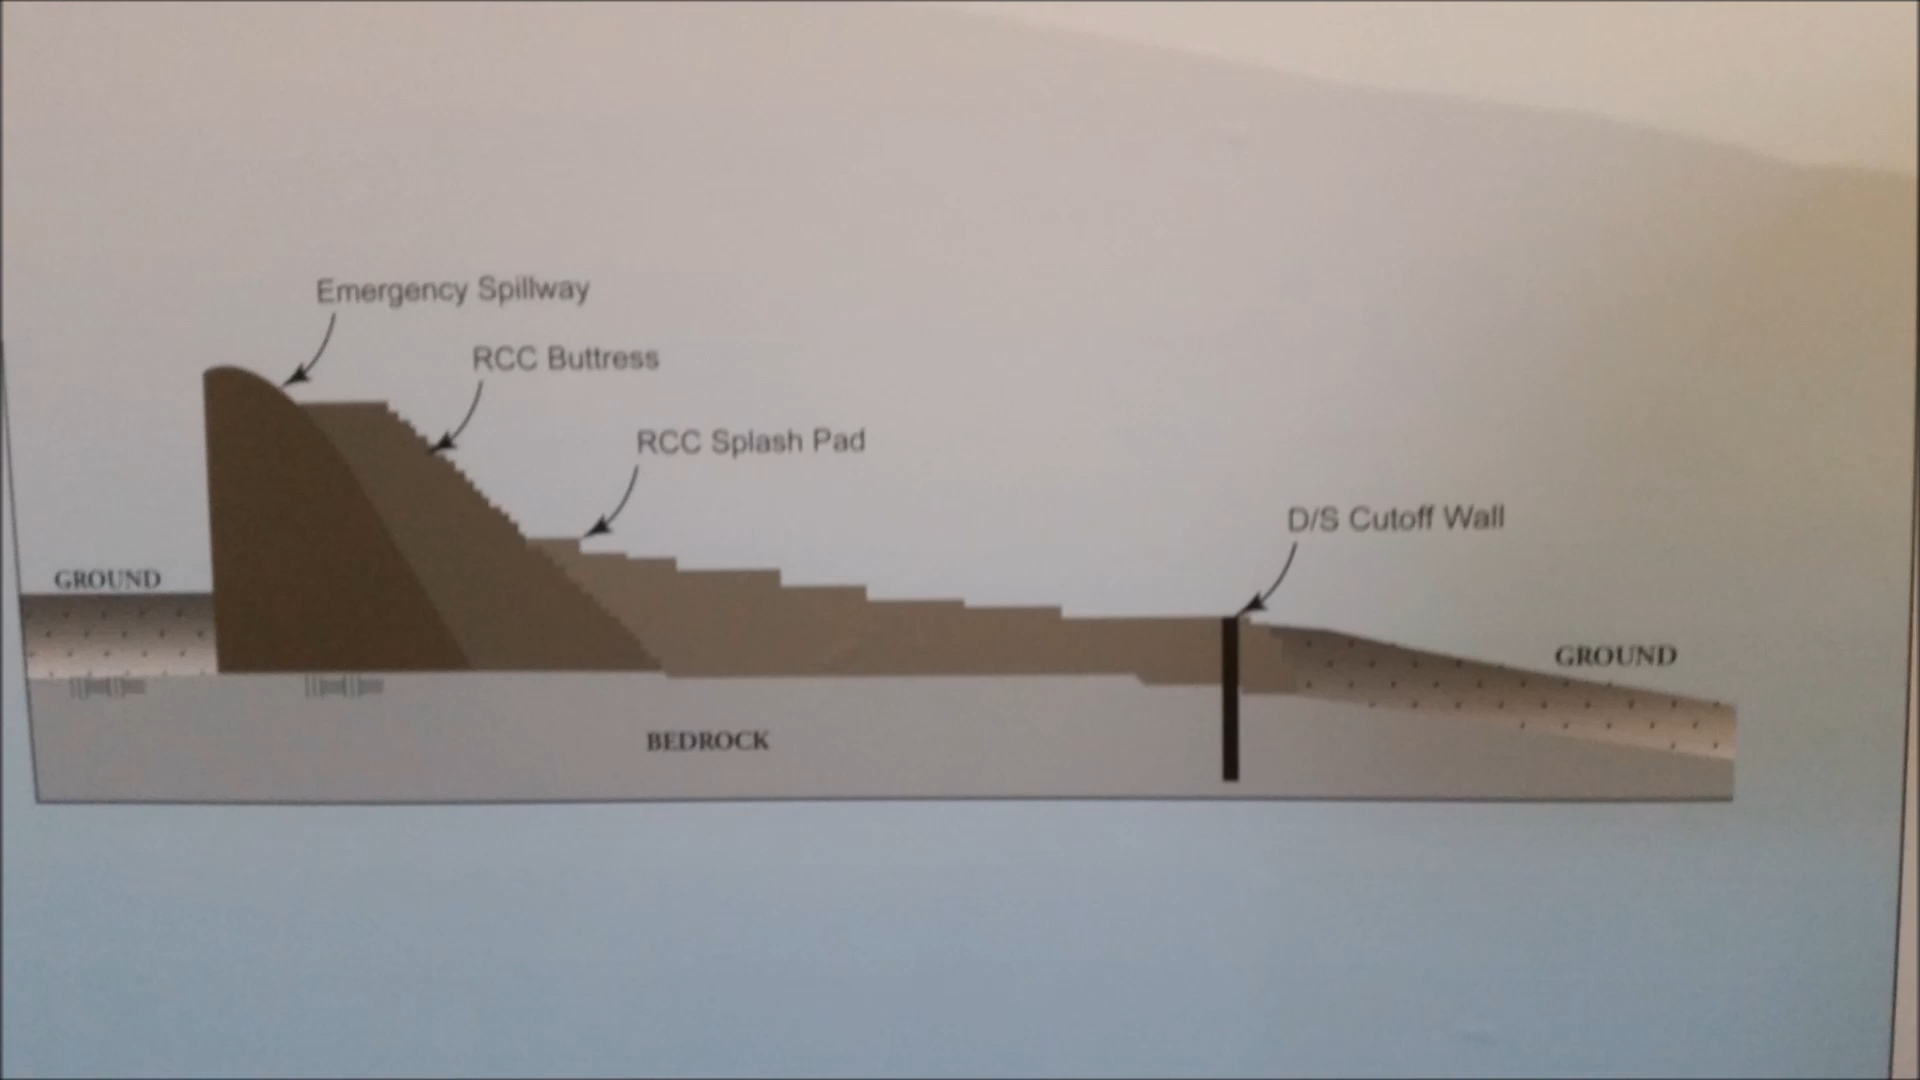 Emergency Spillway
RCC Buttress
RCC Splash Pad
D/S Cutoff Wall
GROUND
GROUND
BEDROCK